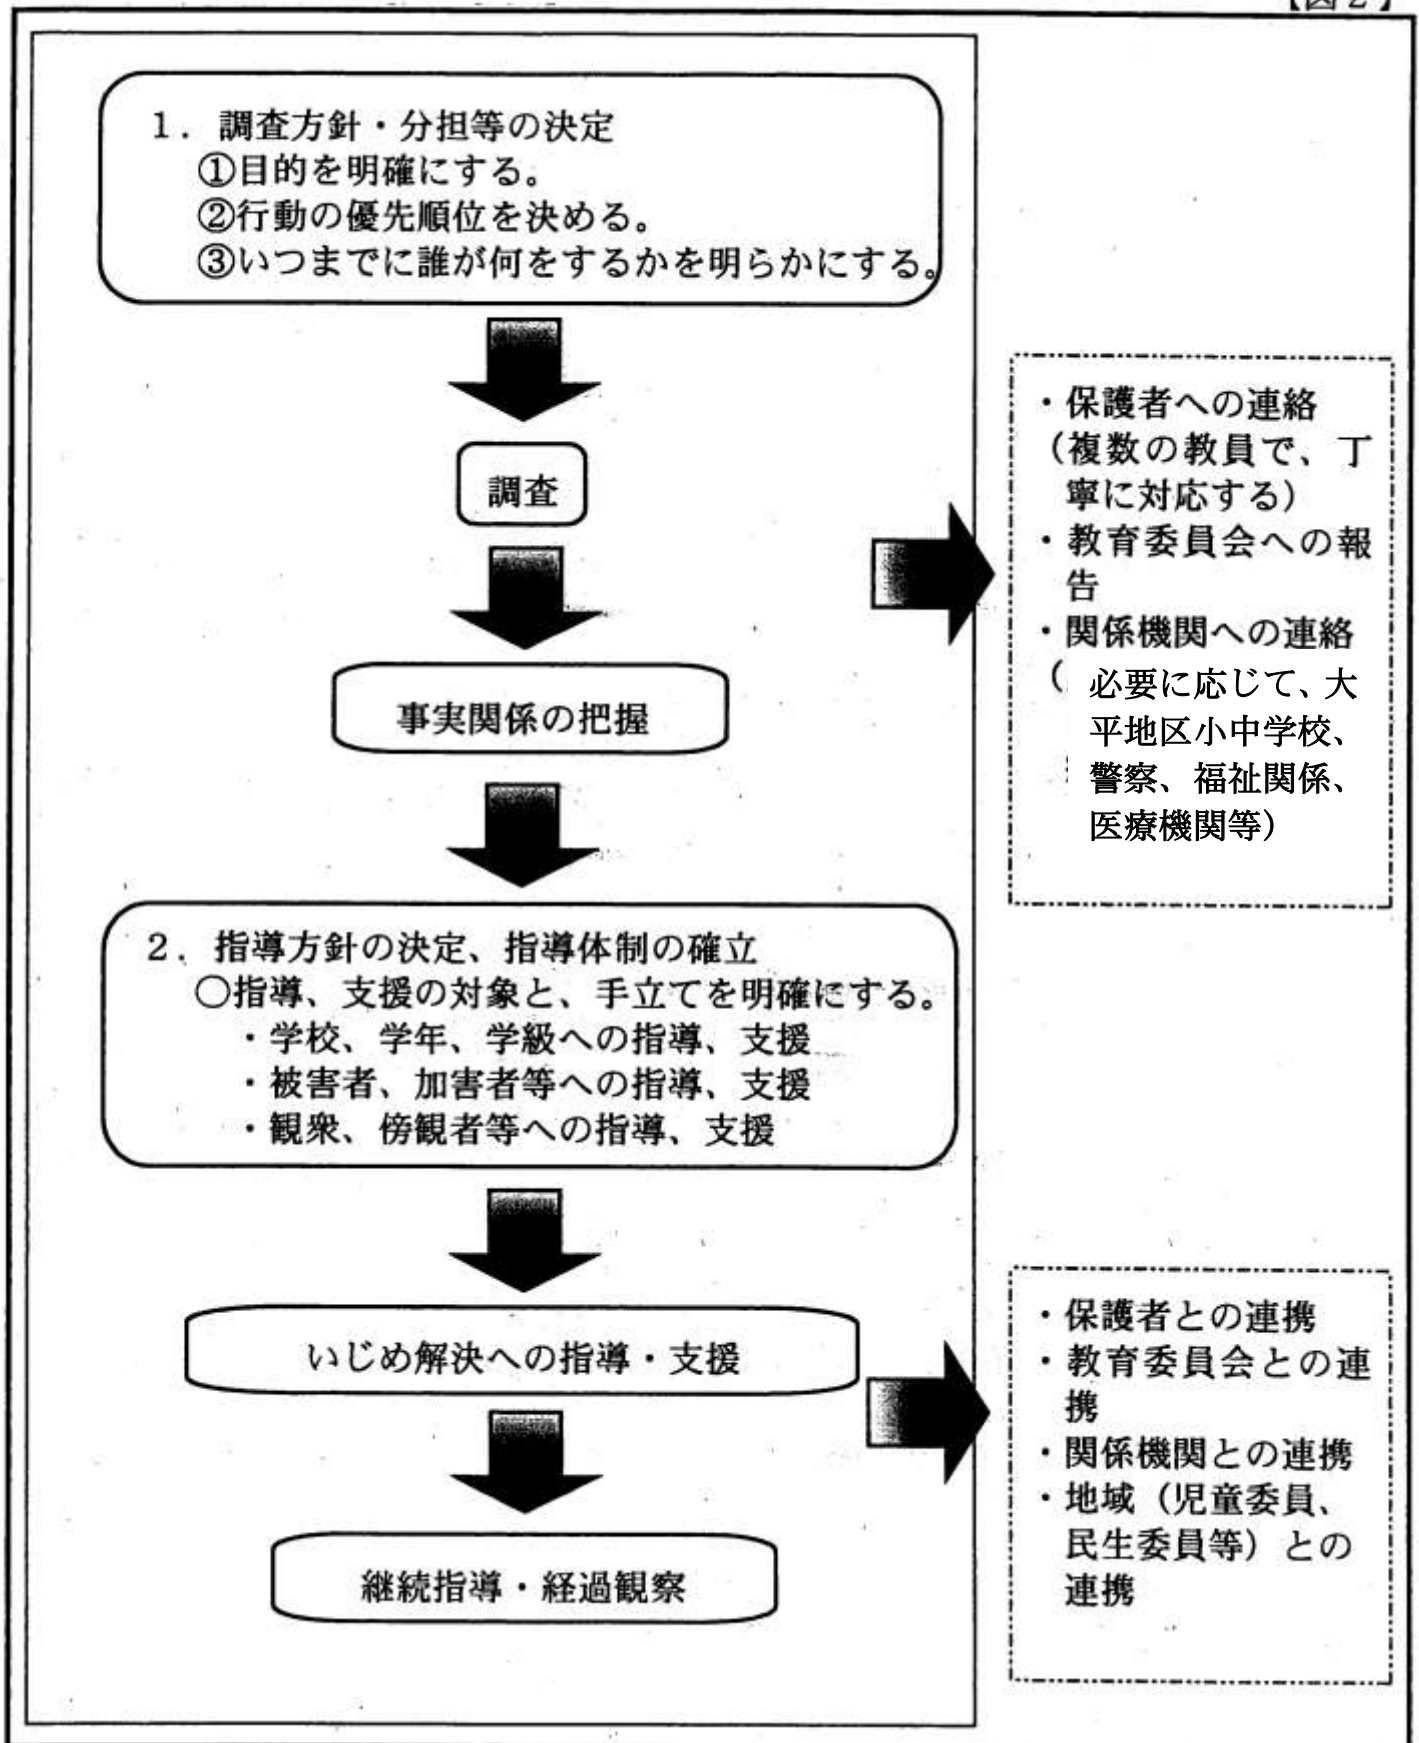 【図2】
1. 調査方針・分担等の決定
①目的を明確にする。
②行動の優先順位を決める。
③いつまでに誰が何をするかを明らかにする。
調査
事実関係の把握
・保護者への連絡
(複数の教員で、丁
寧に対応する)
・教育委員会への報
告
・関係機関への連絡
(必要に応じて、大
平地区小中学校、
警察、福祉関係、
医療機関等)
2. 指導方針の決定、指導体制の確立
○指導、支援の対象と、手立てを明確にする。
・学校、学年、学級への指導、支援
・被害者、加害者等への指導、支援
・観衆、傍観者等への指導、支援
いじめ解決への指導・支援
継続指導・経過観察
・保護者との連携
・教育委員会との連
携
・関係機関との連携
・地域(児童委員、
民生委員等)との
連携